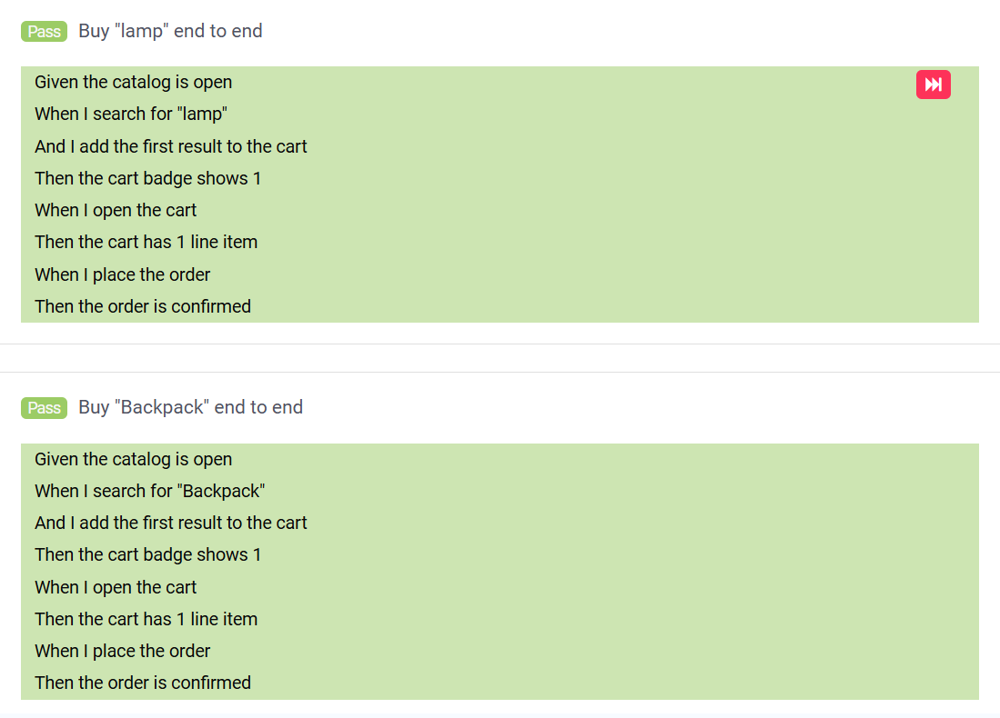 Pass Buy "lamp" end to end
Given the catalog is open
When I search for "lamp"
And I add the first result to the cart
Then the cart badge shows 1
When I open the cart
Then the cart has 1 line item
When I place the order
Then the order is confirmed
Pass Buy "Backpack" end to end
Given the catalog is open
When I search for "Backpack"
And I add the first result to the cart
Then the cart badge shows 1
When I open the cart
Then the cart has 1 line item
When I place the order
Then the order is confirmed